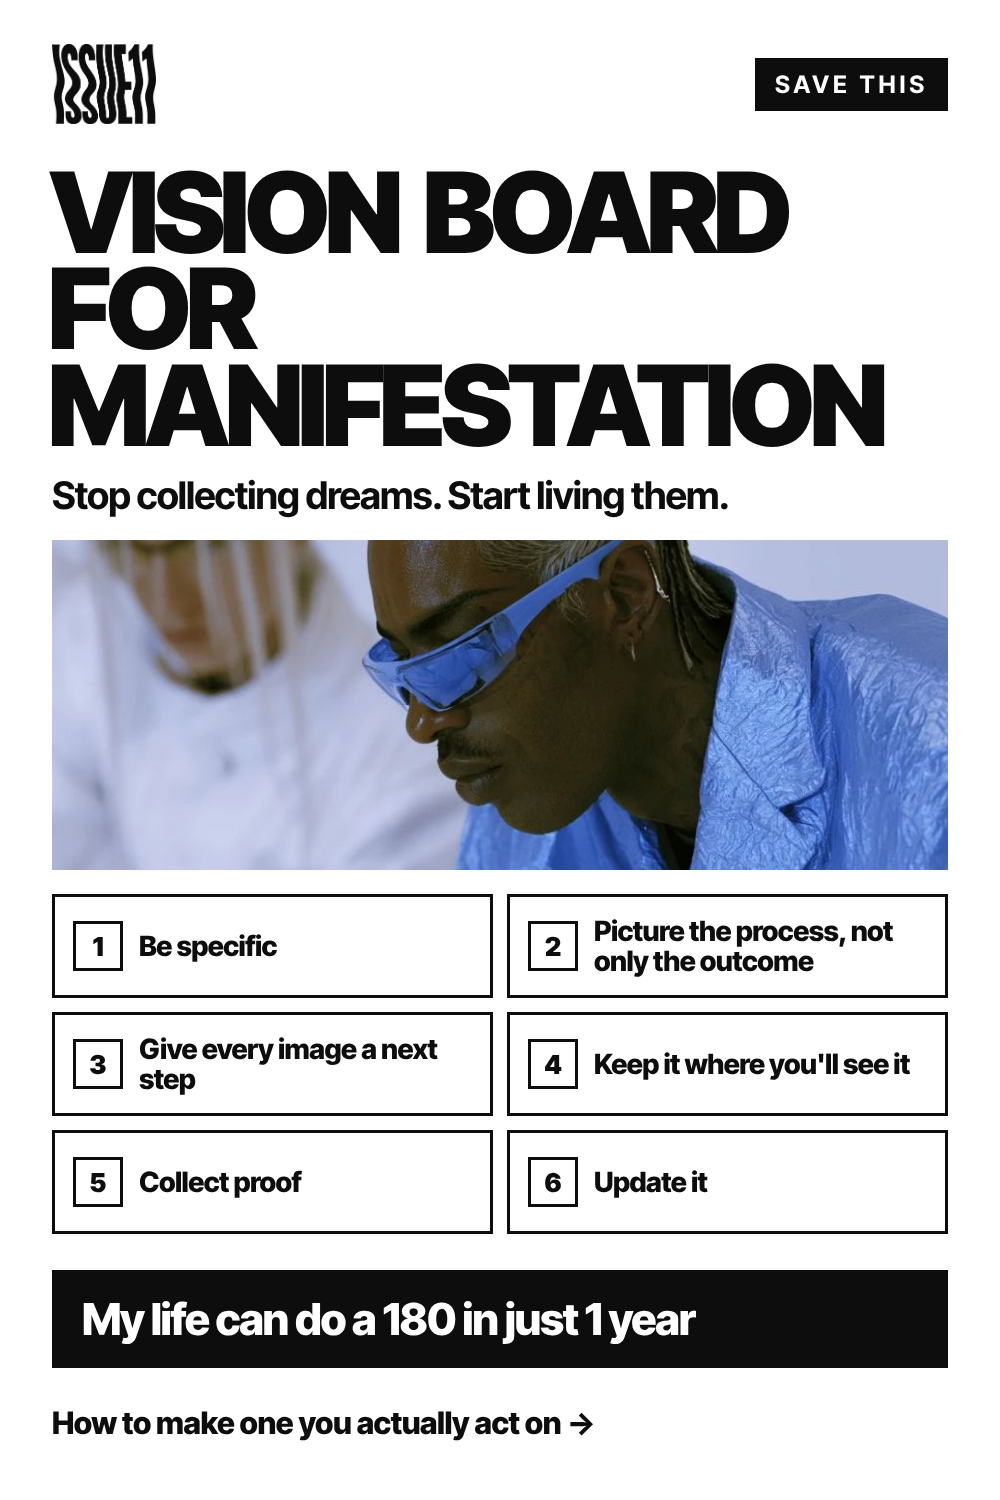 ISSUE11
SAVE THIS
VISION BOARD
FOR
MANIFESTATION
Stop collecting dreams. Start living them.
1 Be specific
2 Picture the process, not
only the outcome
3 Give every image a next
step
4 Keep it where you'll see it
5 Collect proof
6 Update it
My life can do a 180 in just 1 year
How to make one you actually act on →